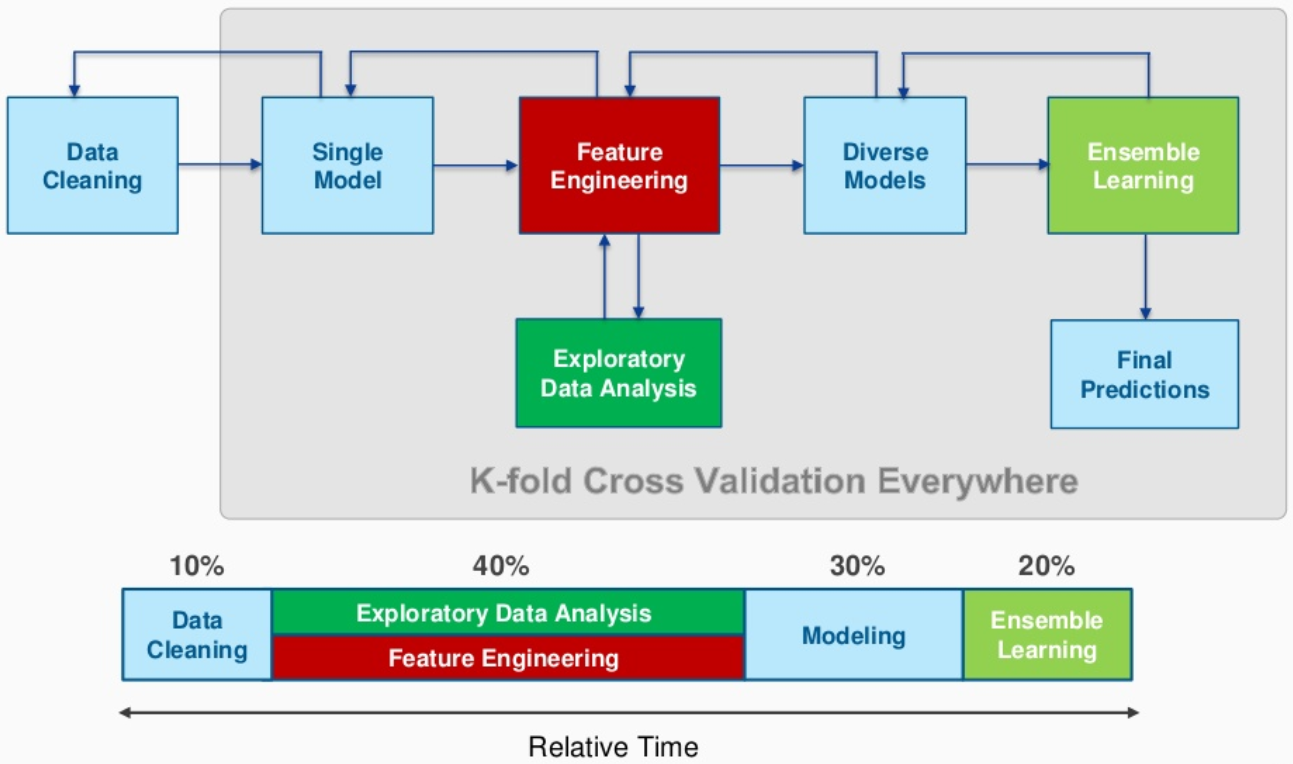 Data
Cleaning
Single
Model
Feature
Engineering
Diverse
Models
Ensemble
Learning
Exploratory
Data Analysis
Final
Predictions
K-fold Cross Validation Everywhere
10%
40%
30%
20%
Data
Cleaning
Exploratory Data Analysis
Feature Engineering
Modeling
Ensemble
Learning
Relative Time